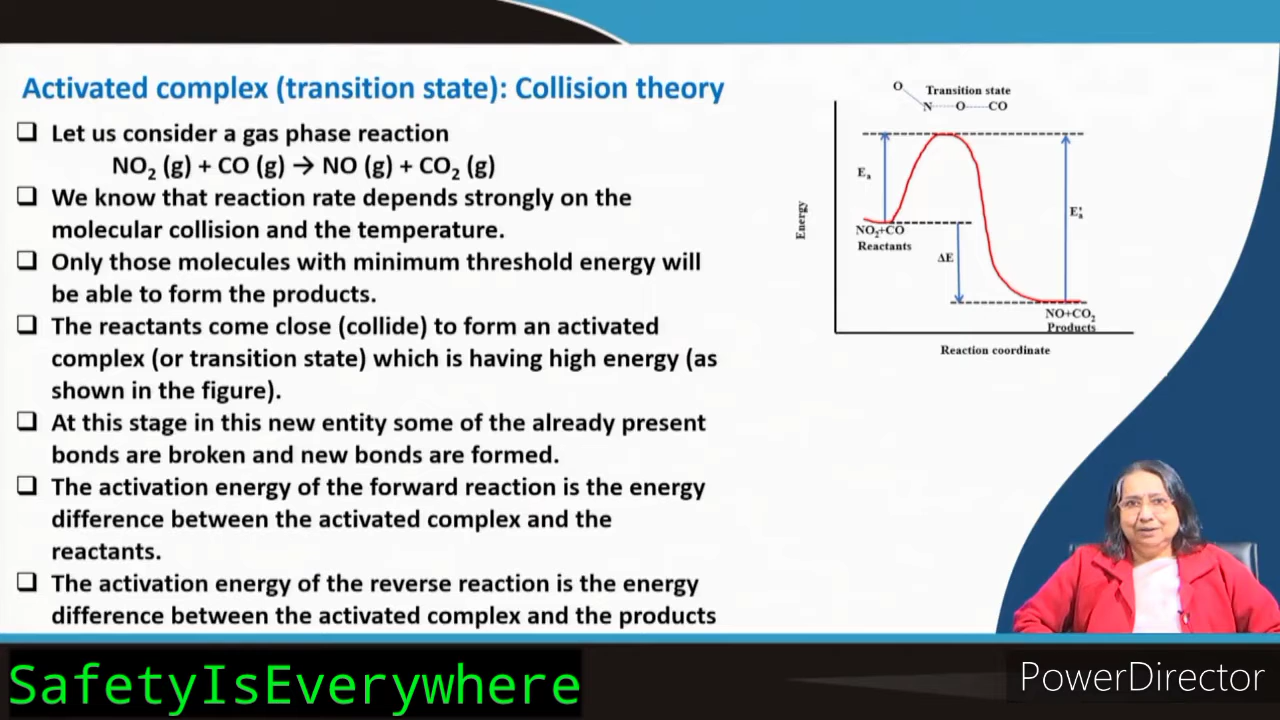 Activated complex (transition state): Collision theory
❑ Let us consider a gas phase reaction
NO₂ (g) + CO (g) → NO (g) + CO₂ (g)
❑ We know that reaction rate depends strongly on the
molecular collision and the temperature.
❑ Only those molecules with minimum threshold energy will
be able to form the products.
❑ The reactants come close (collide) to form an activated
complex (or transition state) which is having high energy (as
shown in the figure).
❑ At this stage in this new entity some of the already present
bonds are broken and new bonds are formed.
❑ The activation energy of the forward reaction is the energy
difference between the activated complex and the
reactants.
❑ The activation energy of the reverse reaction is the energy
difference between the activated complex and the products
O
Transition state
N O CO
Eₐ
Energy
NO₂+CO
Reactants
ΔE
E'ₐ
NO+CO₂
Products
Reaction coordinate
SafetyIsEverywhere
PowerDirector